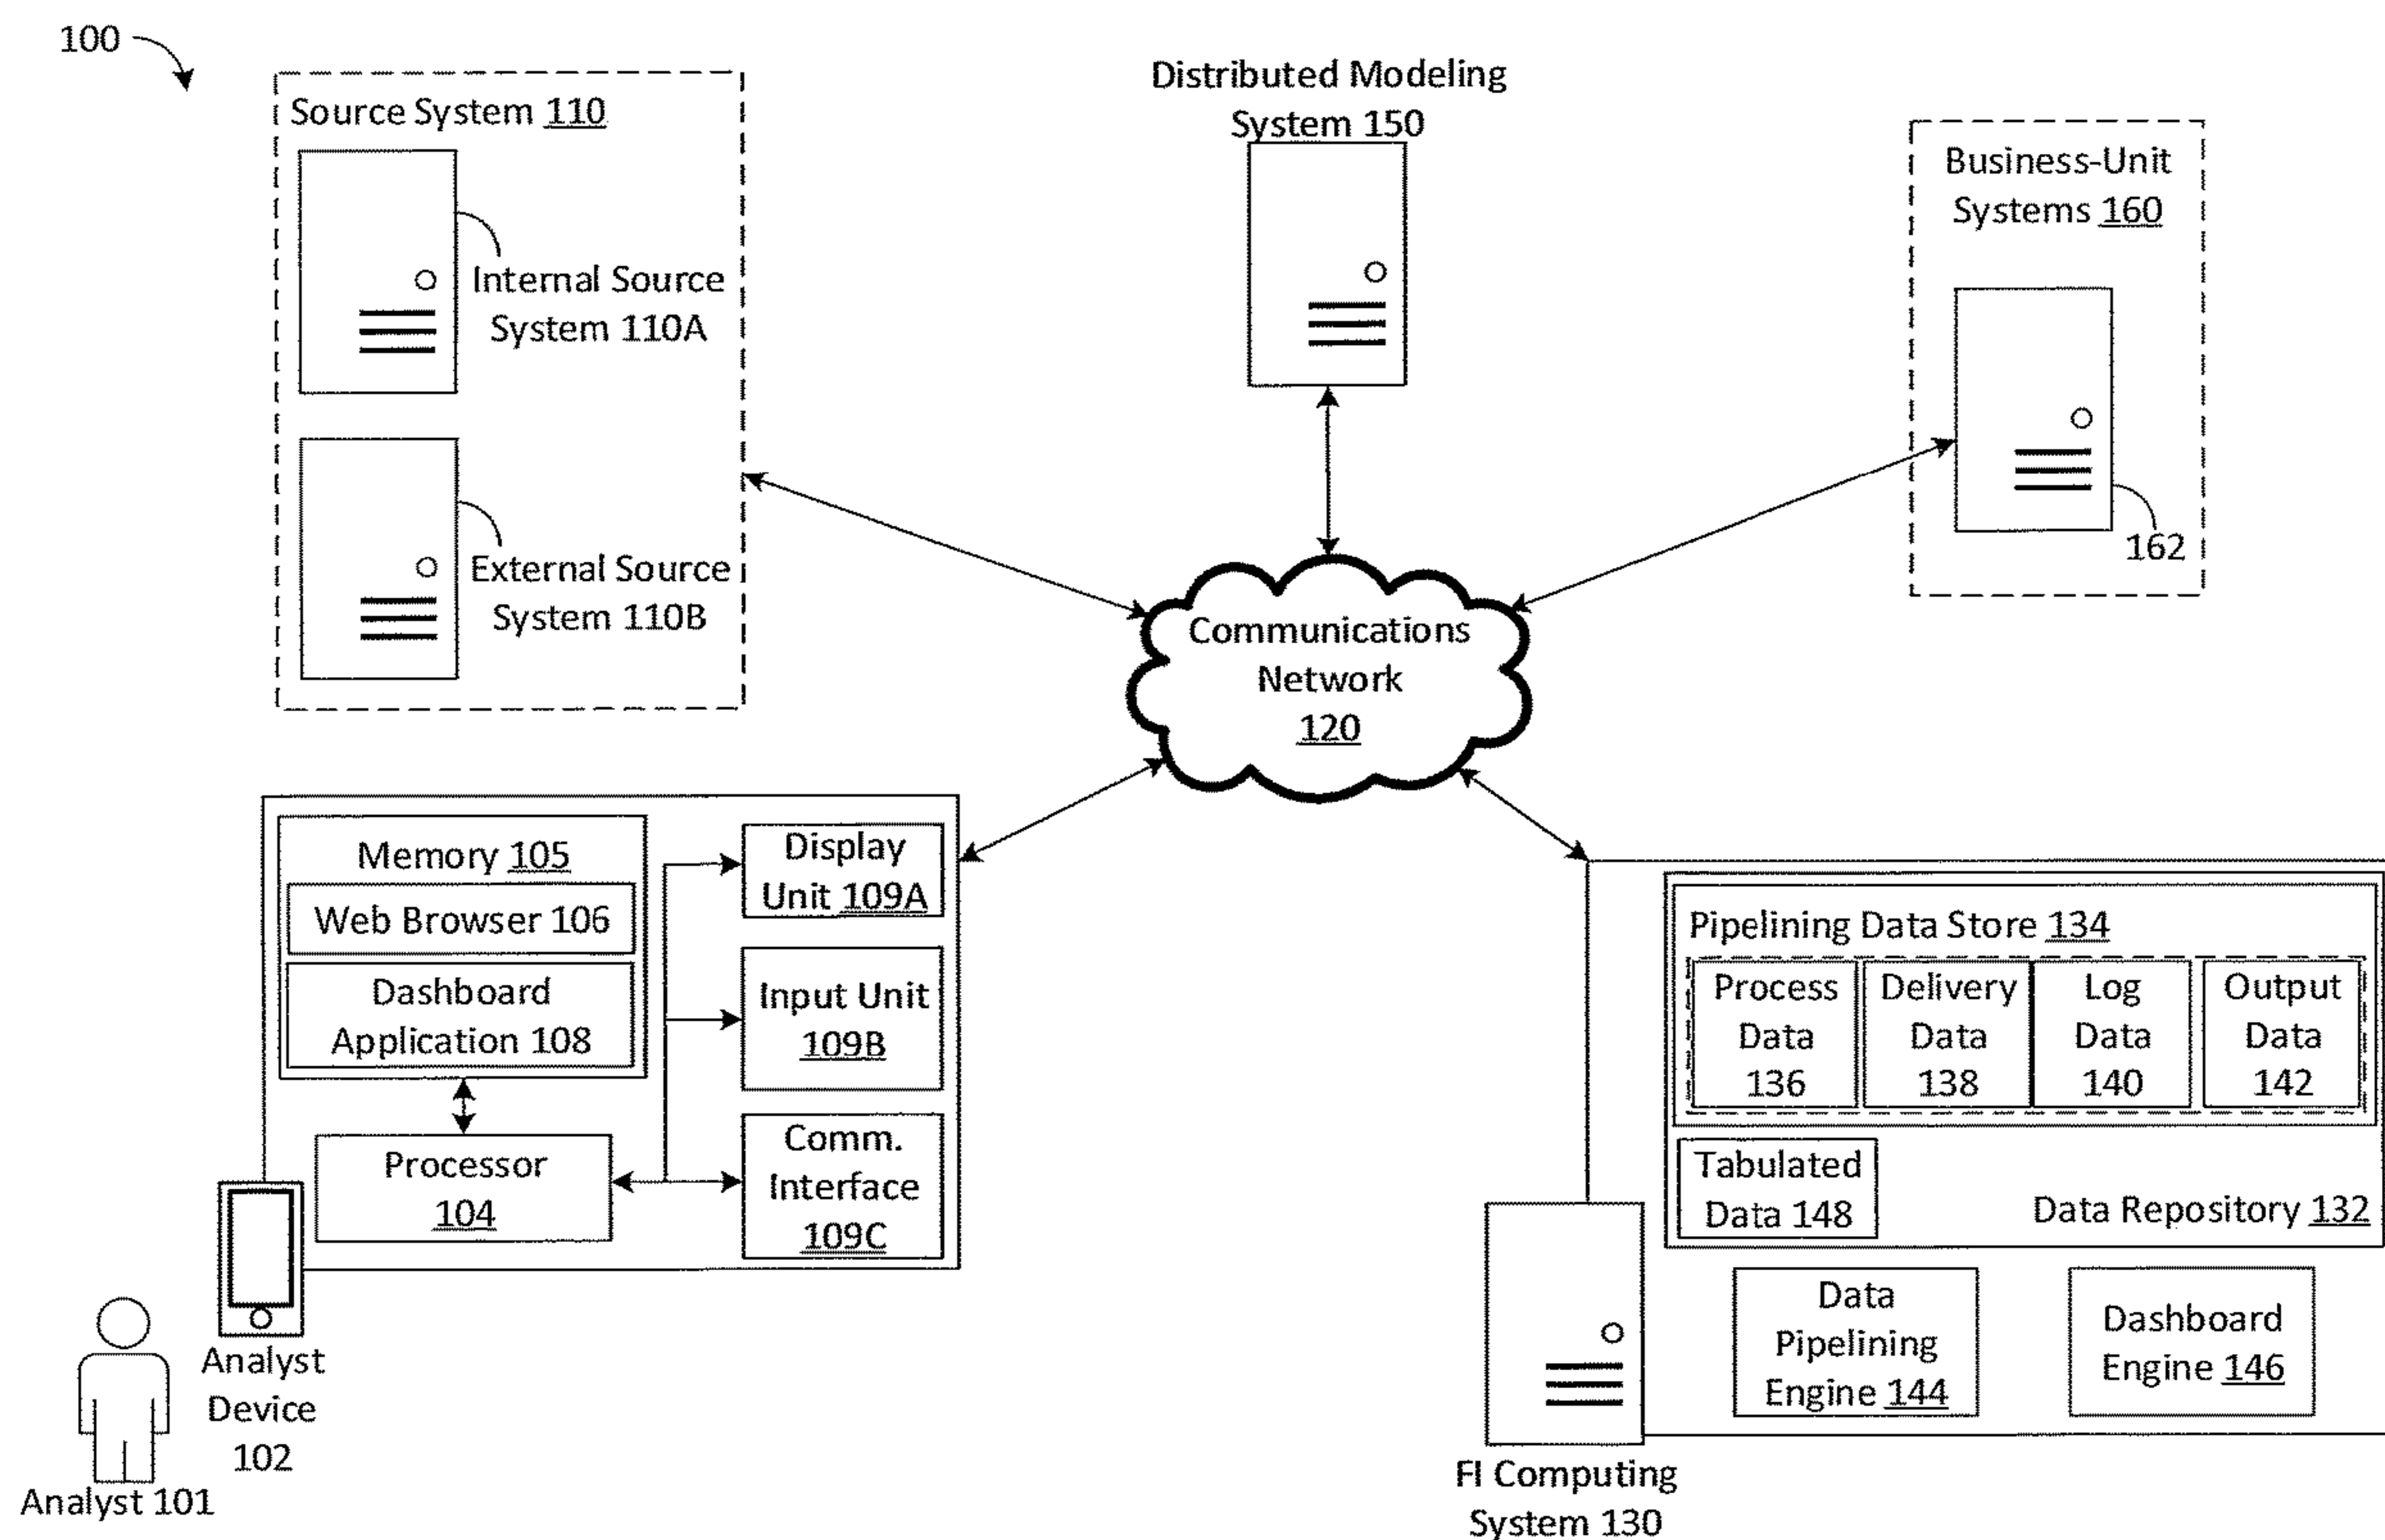 100
Source System 110
Internal Source
System 110A
External Source
System 110B
Distributed Modeling
System 150
Business-Unit
Systems 160
162
Communications
Network
120
Memory 105
Web Browser 106
Dashboard
Application 108
Processor
104
Display
Unit 109A
Input Unit
109B
Comm.
Interface
109C
Analyst
Device
102
Analyst 101
Pipelining Data Store 134
Process
Data
136
Delivery
Data
138
Log
Data
140
Output
Data
142
Tabulated
Data 148
Data Repository 132
Data
Pipelining
Engine 144
Dashboard
Engine 146
FI Computing
System 130